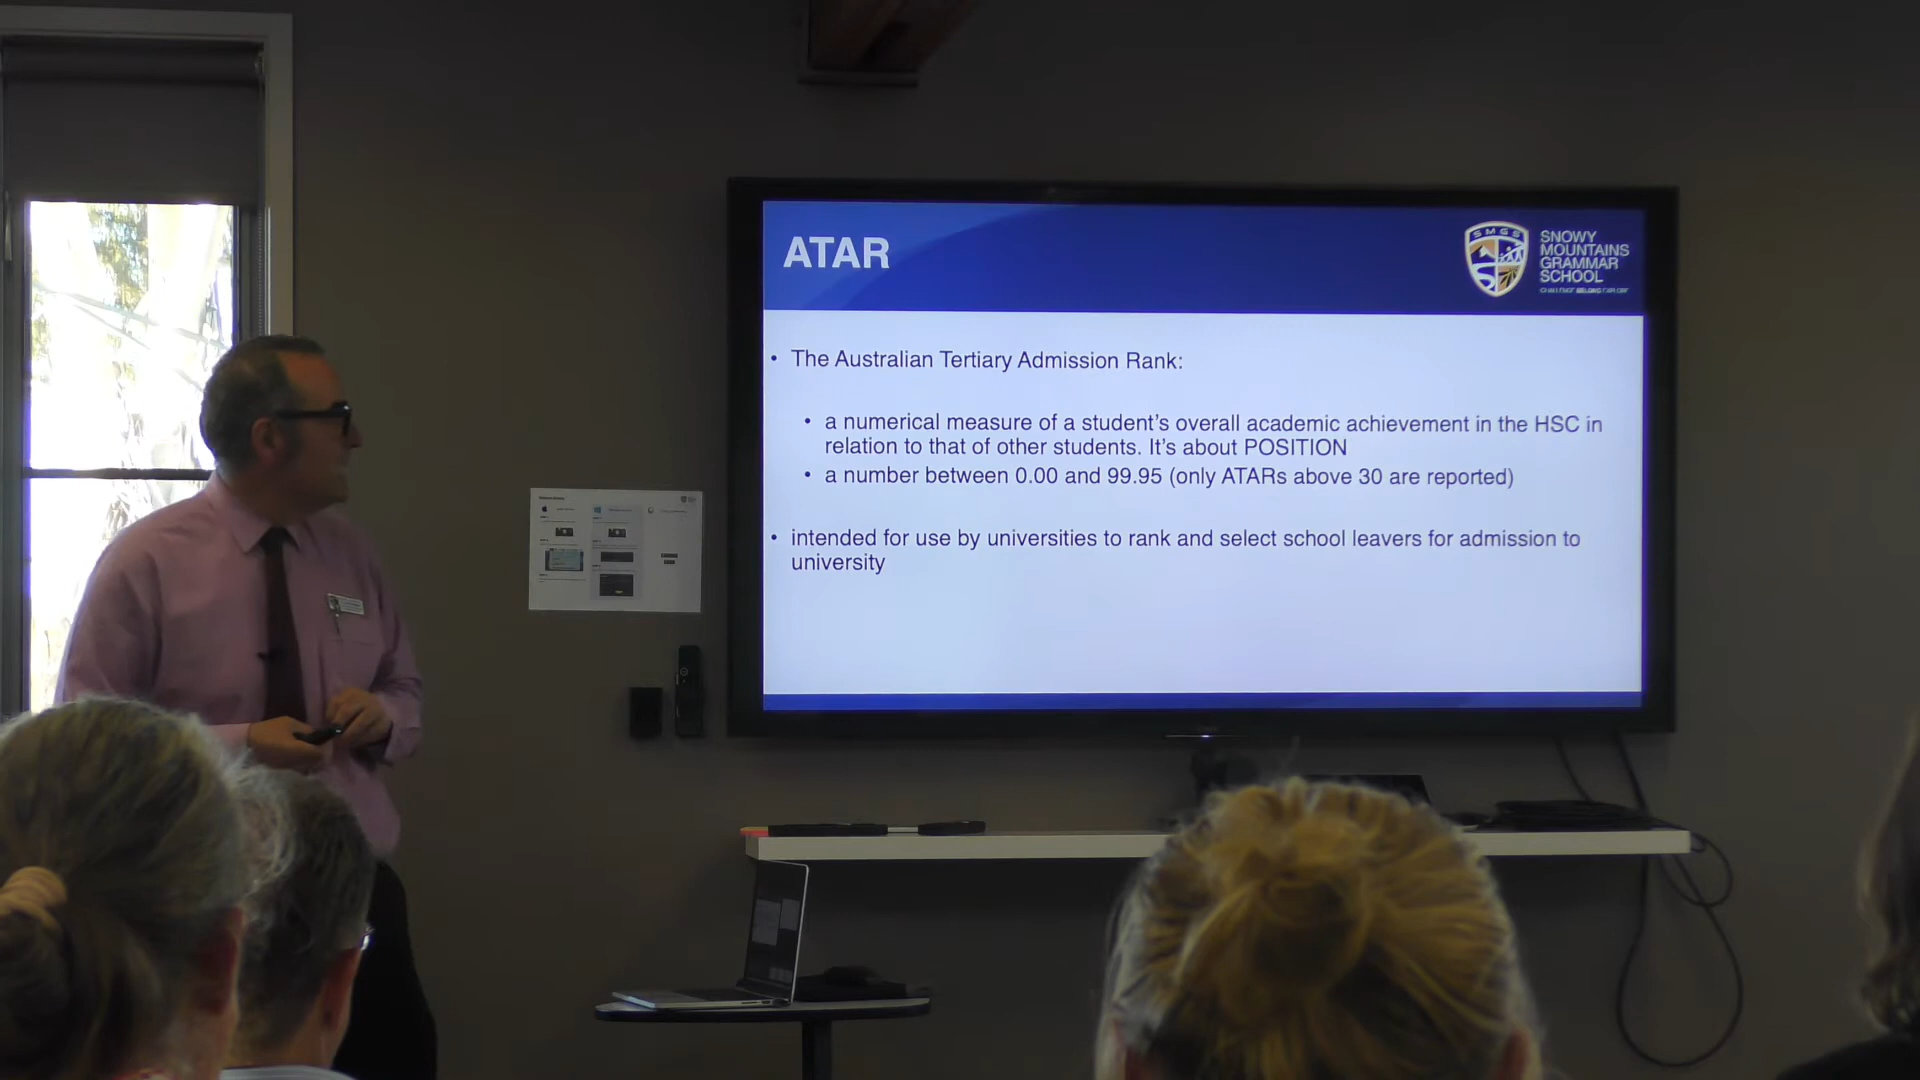 ATAR
SMGS
SNOWY
MOUNTAINS
GRAMMAR
SCHOOL
• The Australian Tertiary Admission Rank:
• a numerical measure of a student's overall academic achievement in the HSC in
relation to that of other students. It's about POSITION
• a number between 0.00 and 99.95 (only ATARs above 30 are reported)
• intended for use by universities to rank and select school leavers for admission to
university